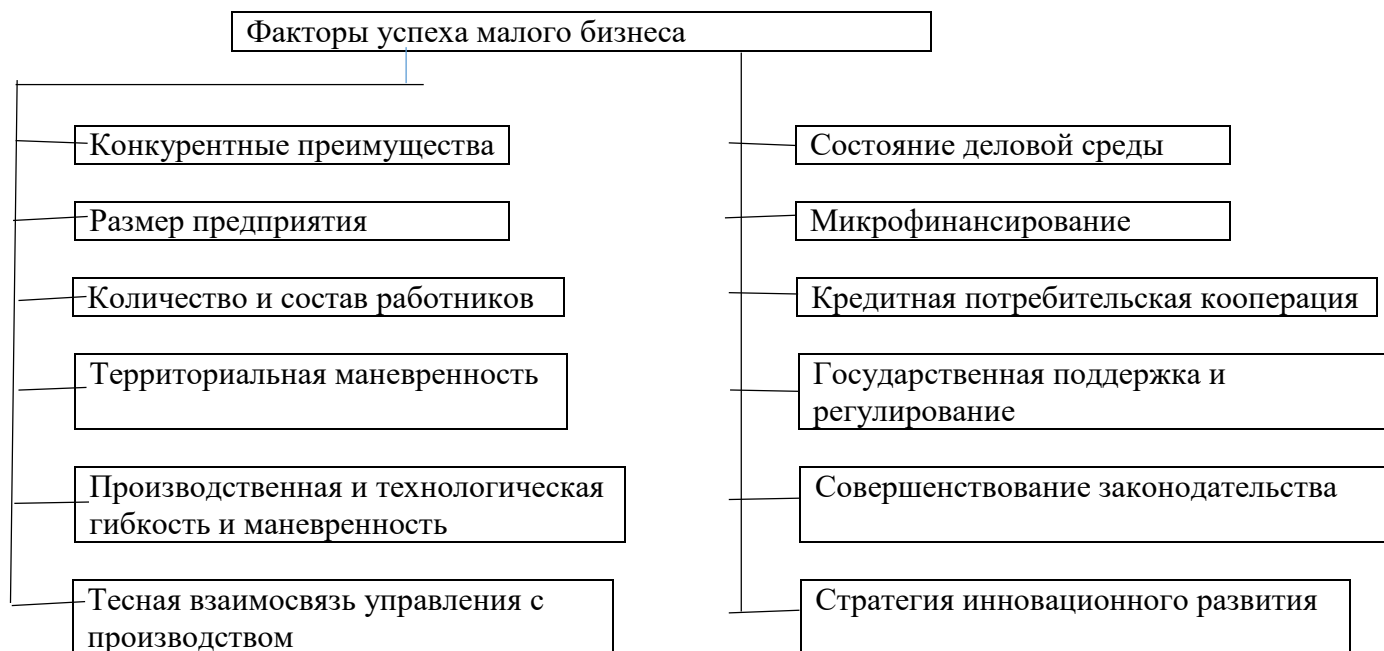 Факторы успеха малого бизнеса
Конкурентные преимущества
Размер предприятия
Количество и состав работников
Территориальная маневренность
Производственная и технологическая
гибкость и маневренность
Тесная взаимосвязь управления с
производством
Состояние деловой среды
Микрофинансирование
Кредитная потребительская кооперация
Государственная поддержка и
регулирование
Совершенствование законодательства
Стратегия инновационного развития